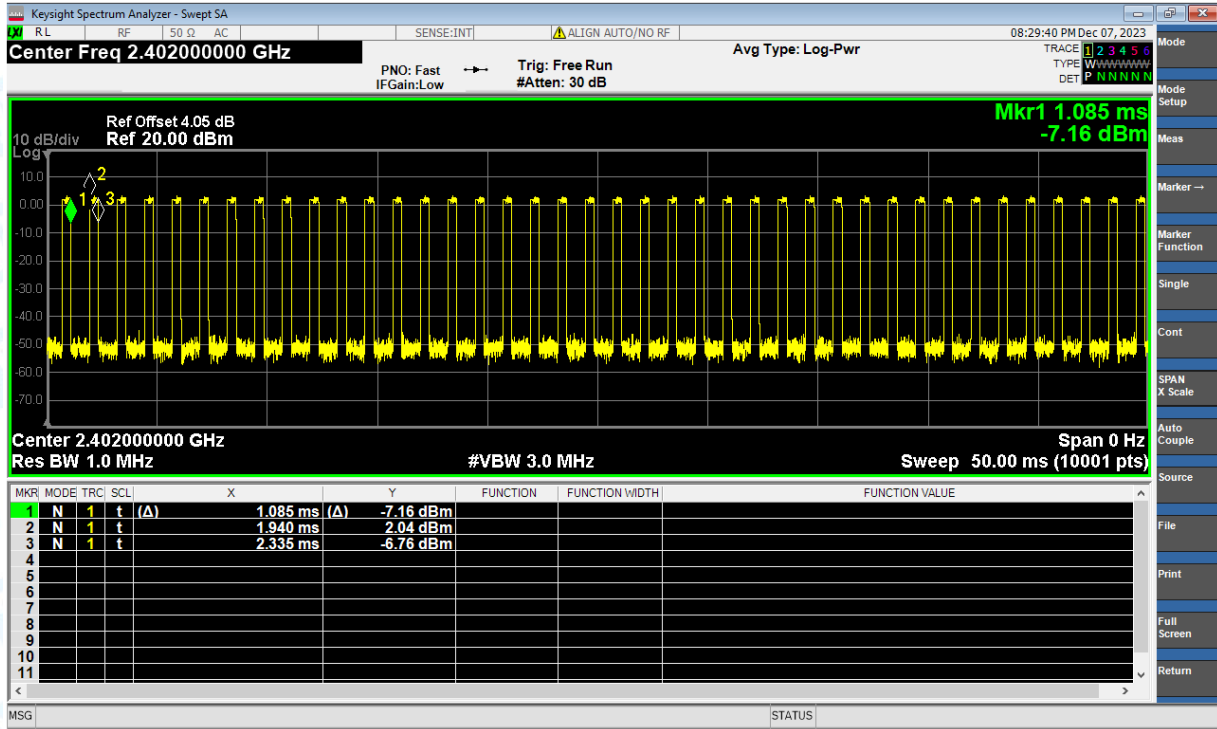 Keysight Spectrum Analyzer - Swept SA
LXI RL RF 50 Ω AC SENSE:INT ALIGN AUTO/NO RF 08:29:40 PM Dec 07, 2023
Center Freq 2.402000000 GHz
PNO: Fast
IFGain:Low
Trig: Free Run
#Atten: 30 dB
Avg Type: Log-Pwr
TRACE 1 2 3 4 5 6
TYPE WWWWWW
DET P N N N N N
Mkr1 1.085 ms
-7.16 dBm
Ref Offset 4.05 dB
10 dB/div Ref 20.00 dBm
Log
10.0
0.00
-10.0
-20.0
-30.0
-40.0
-50.0
-60.0
-70.0
1
2
3
Center 2.402000000 GHz Span 0 Hz
Res BW 1.0 MHz #VBW 3.0 MHz Sweep 50.00 ms (10001 pts)
MKR MODE TRC SCL X Y FUNCTION FUNCTION WIDTH FUNCTION VALUE
1 N 1 t (Δ) 1.085 ms (Δ) -7.16 dBm
2 N 1 t 1.940 ms 2.04 dBm
3 N 1 t 2.335 ms -6.76 dBm
4
5
6
7
8
9
10
11
MSG STATUS
Mode
Mode
Setup
Meas
Marker →
Marker
Function
Single
Cont
SPAN
X Scale
Auto
Couple
Source
File
Print
Full
Screen
Return